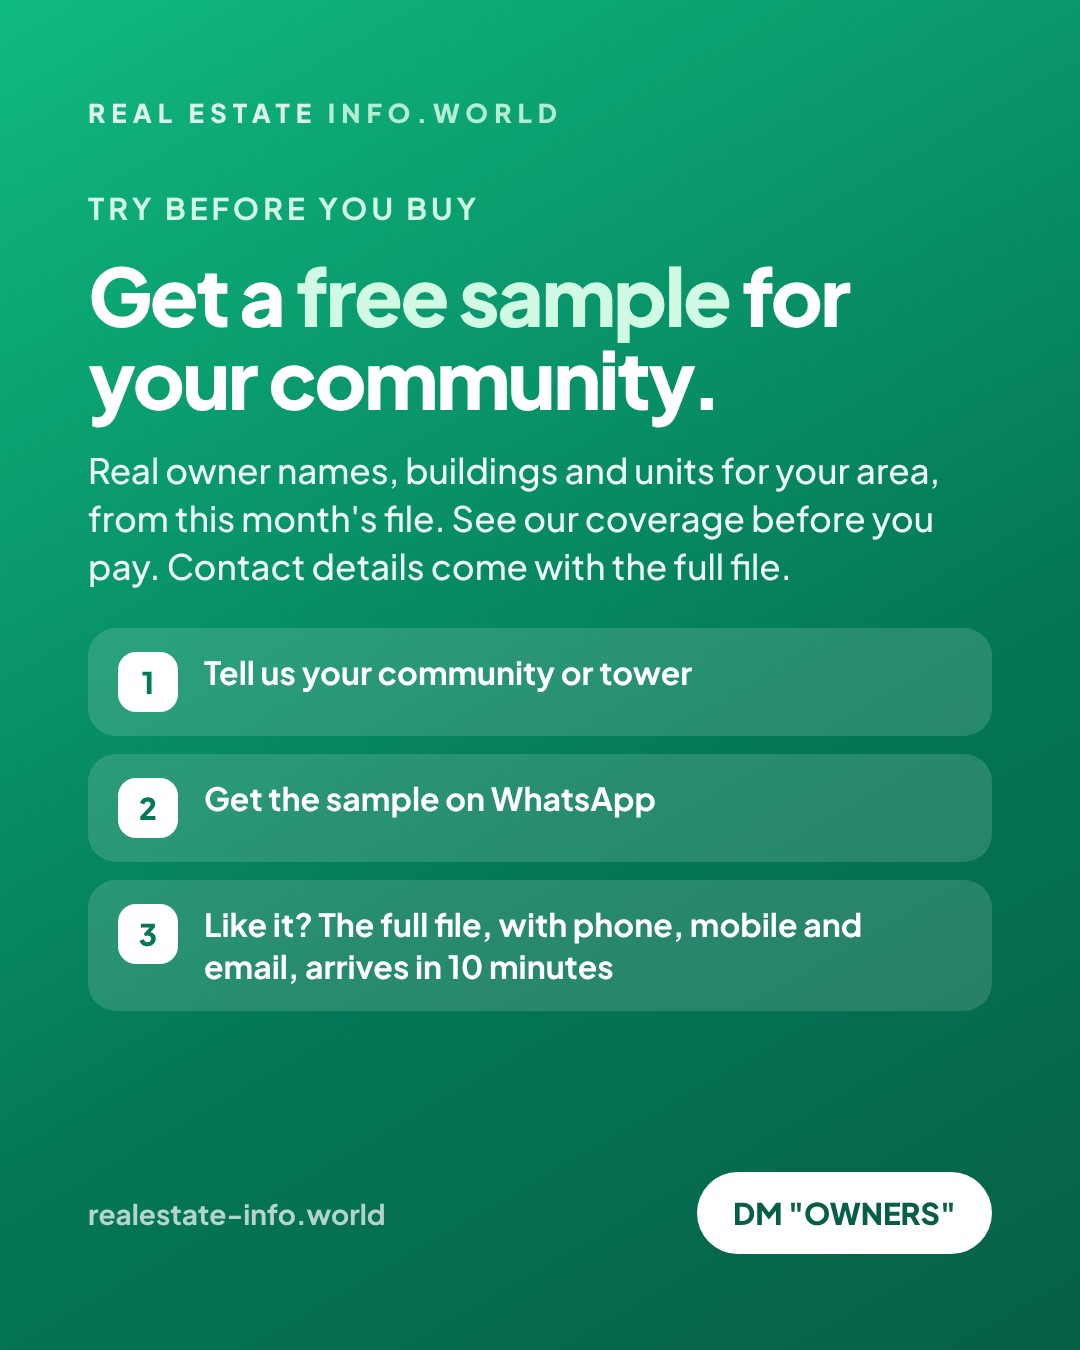 REAL ESTATE INFO.WORLD
TRY BEFORE YOU BUY
Get a free sample for
your community.
Real owner names, buildings and units for your area,
from this month's file. See our coverage before you
pay. Contact details come with the full file.
1 Tell us your community or tower
2 Get the sample on WhatsApp
3 Like it? The full file, with phone, mobile and
email, arrives in 10 minutes
realestate-info.world
DM "OWNERS"